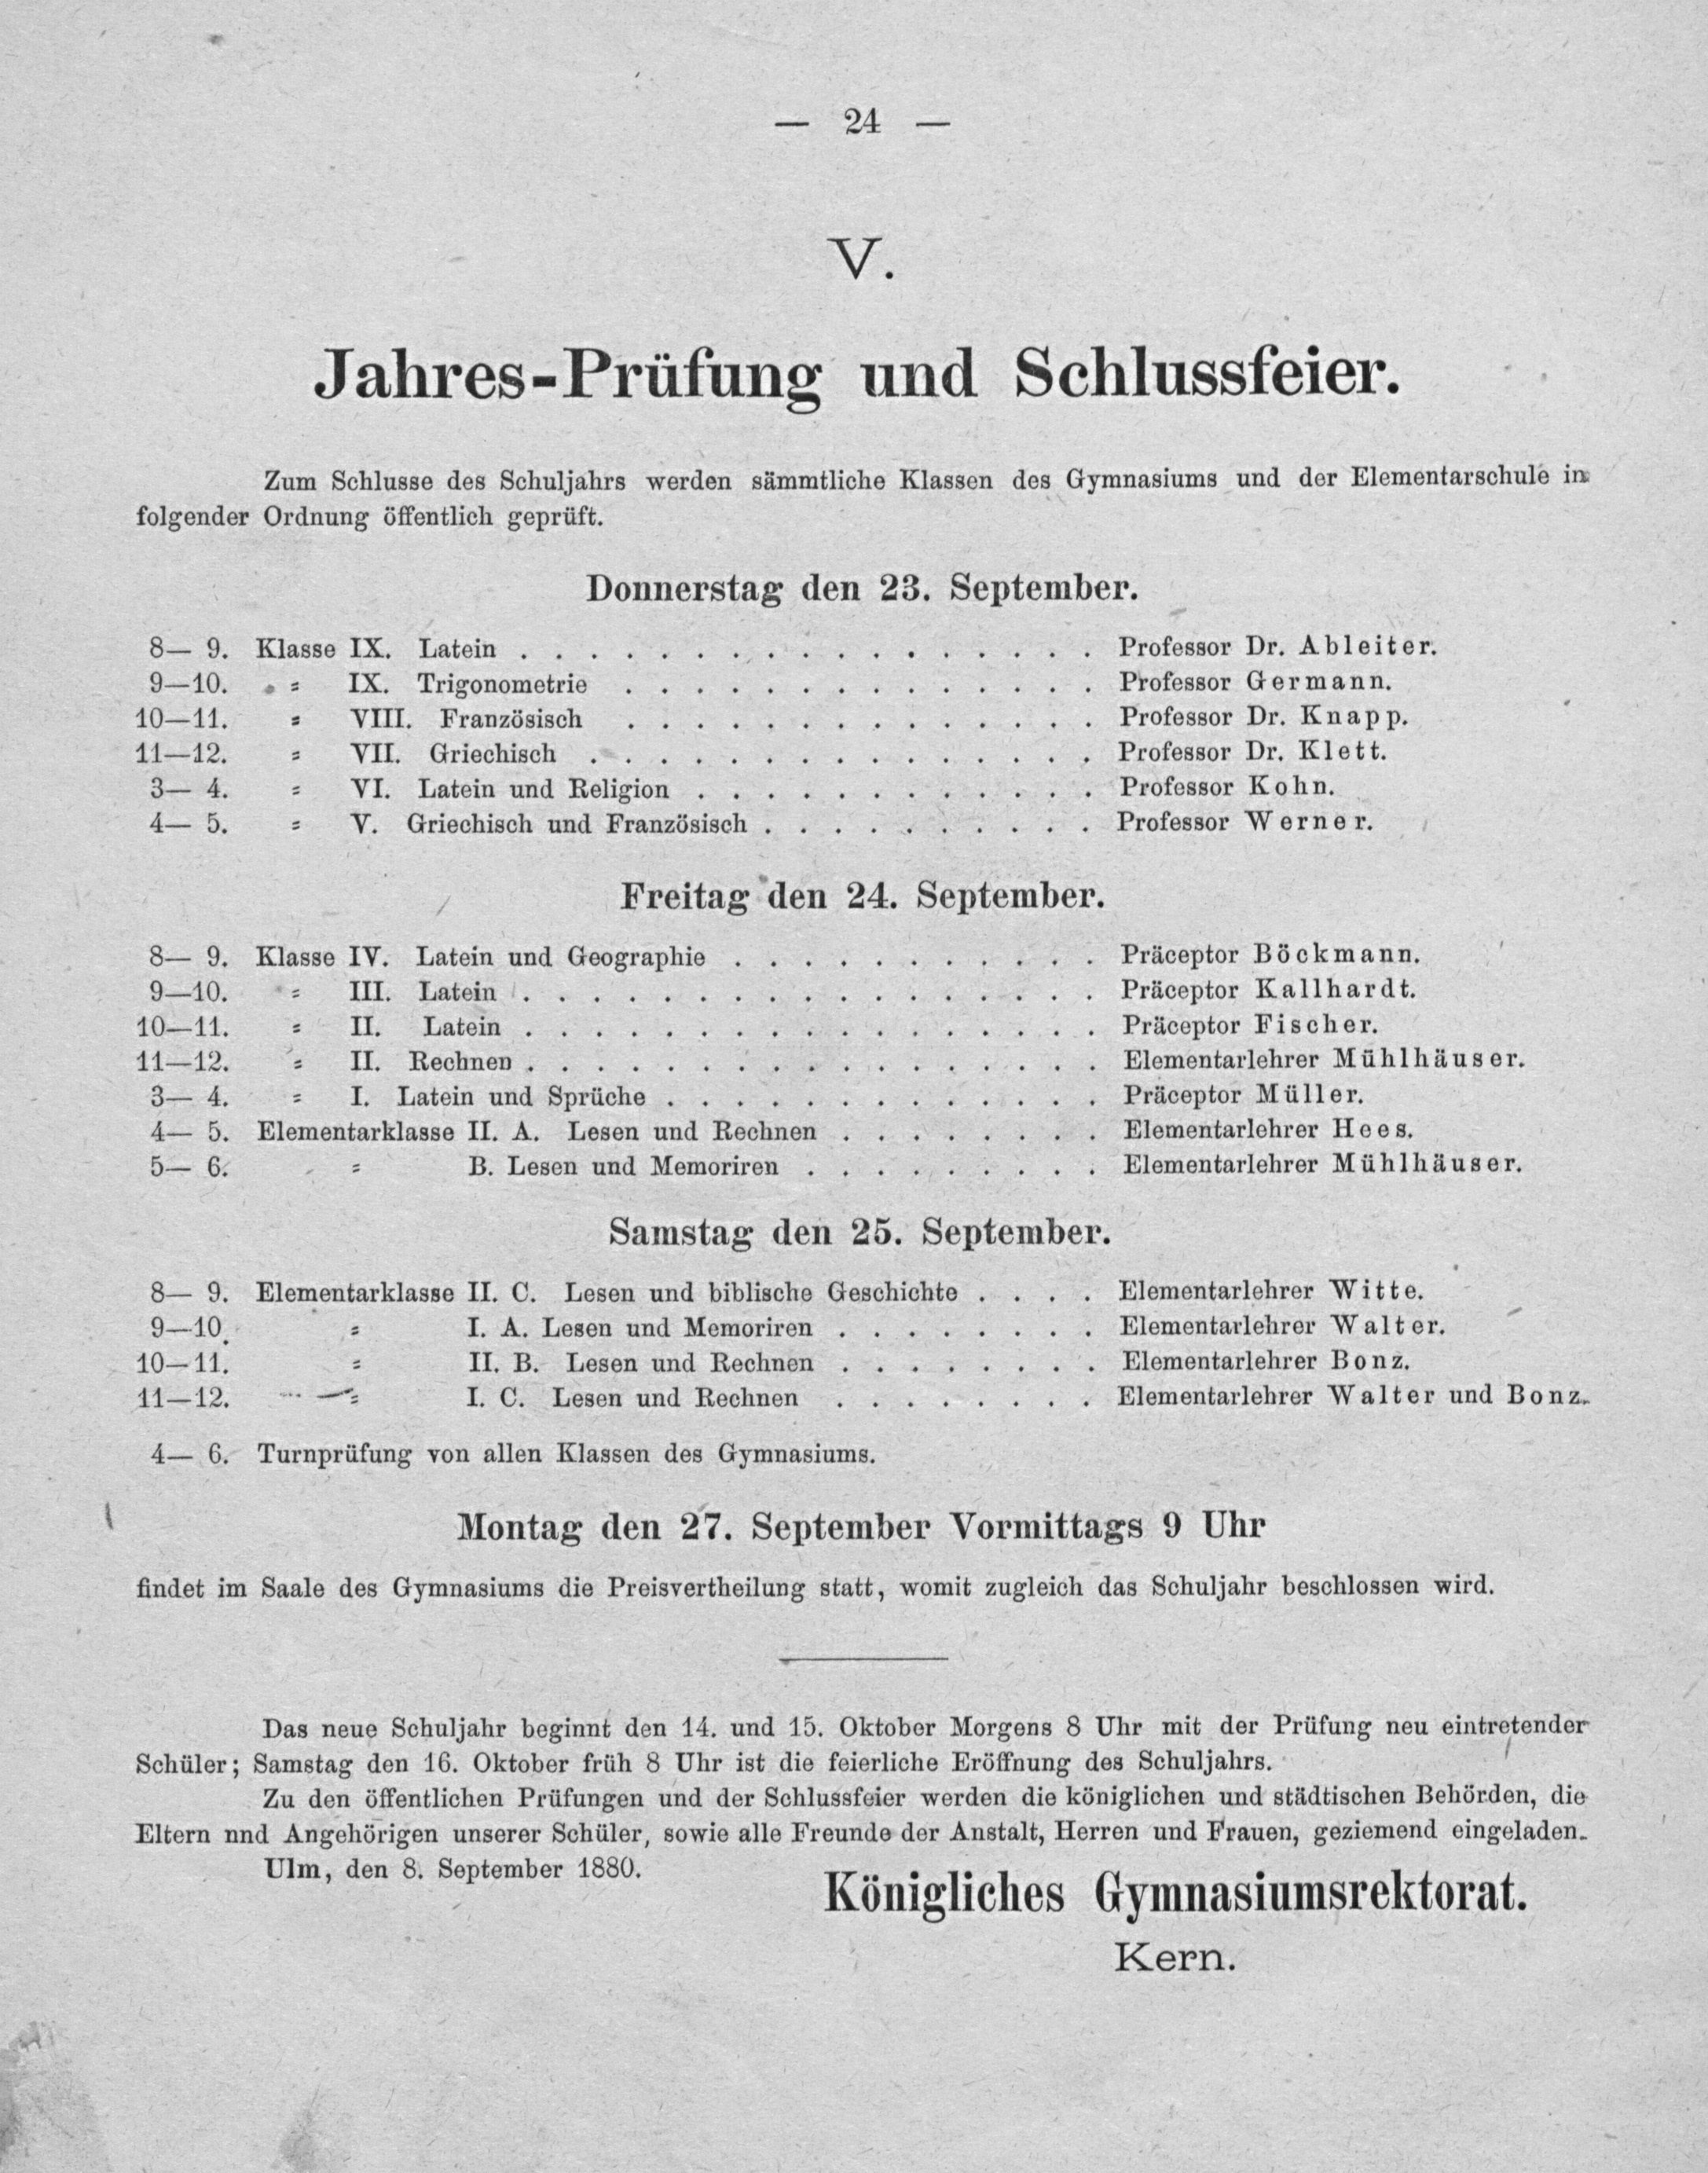 — 24 —
V.
Jahres-Prüfung und Schlussfeier.
Zum Schlusse des Schuljahrs werden sämmtliche Klassen des Gymnasiums und der Elementarschule in
folgender Ordnung öffentlich geprüft.
Donnerstag den 23. September.
8— 9. Klasse IX. Latein . . . . . . . . . . . . . . . . . Professor Dr. Ableiter.
9—10. = IX. Trigonometrie . . . . . . . . . . . . . . Professor Germann.
10—11. = VIII. Französisch . . . . . . . . . . . . . . Professor Dr. Knapp.
11—12. = VII. Griechisch . . . . . . . . . . . . . . . Professor Dr. Klett.
3— 4. = VI. Latein und Religion . . . . . . . . . . . . Professor Kohn.
4— 5. = V. Griechisch und Französisch . . . . . . . . . . Professor Werner.
Freitag den 24. September.
8— 9. Klasse IV. Latein und Geographie . . . . . . . . . . . Präceptor Böckmann.
9—10. = III. Latein . . . . . . . . . . . . . . . . . Präceptor Kallhardt.
10—11. = II. Latein . . . . . . . . . . . . . . . . . Präceptor Fischer.
11—12. = II. Rechnen . . . . . . . . . . . . . . . . . Elementarlehrer Mühlhäuser.
3— 4. = I. Latein und Sprüche . . . . . . . . . . . . . Präceptor Müller.
4— 5. Elementarklasse II. A. Lesen und Rechnen . . . . . . . . Elementarlehrer Hees.
5— 6. = B. Lesen und Memoriren . . . . . . . . . Elementarlehrer Mühlhäuser.
Samstag den 25. September.
8— 9. Elementarklasse II. C. Lesen und biblische Geschichte . . . . Elementarlehrer Witte.
9—10. = I. A. Lesen und Memoriren . . . . . . . . Elementarlehrer Walter.
10—11. = II. B. Lesen und Rechnen . . . . . . . . Elementarlehrer Bonz.
11—12. = I. C. Lesen und Rechnen . . . . . . . . Elementarlehrer Walter und Bonz.
4— 6. Turnprüfung von allen Klassen des Gymnasiums.
Montag den 27. September Vormittags 9 Uhr
findet im Saale des Gymnasiums die Preisvertheilung statt, womit zugleich das Schuljahr beschlossen wird.
Das neue Schuljahr beginnt den 14. und 15. Oktober Morgens 8 Uhr mit der Prüfung neu eintretender
Schüler; Samstag den 16. Oktober früh 8 Uhr ist die feierliche Eröffnung des Schuljahrs.
Zu den öffentlichen Prüfungen und der Schlussfeier werden die königlichen und städtischen Behörden, die
Eltern nnd Angehörigen unserer Schüler, sowie alle Freunde der Anstalt, Herren und Frauen, geziemend eingeladen.
Ulm, den 8. September 1880.
Königliches Gymnasiumsrektorat.
Kern.